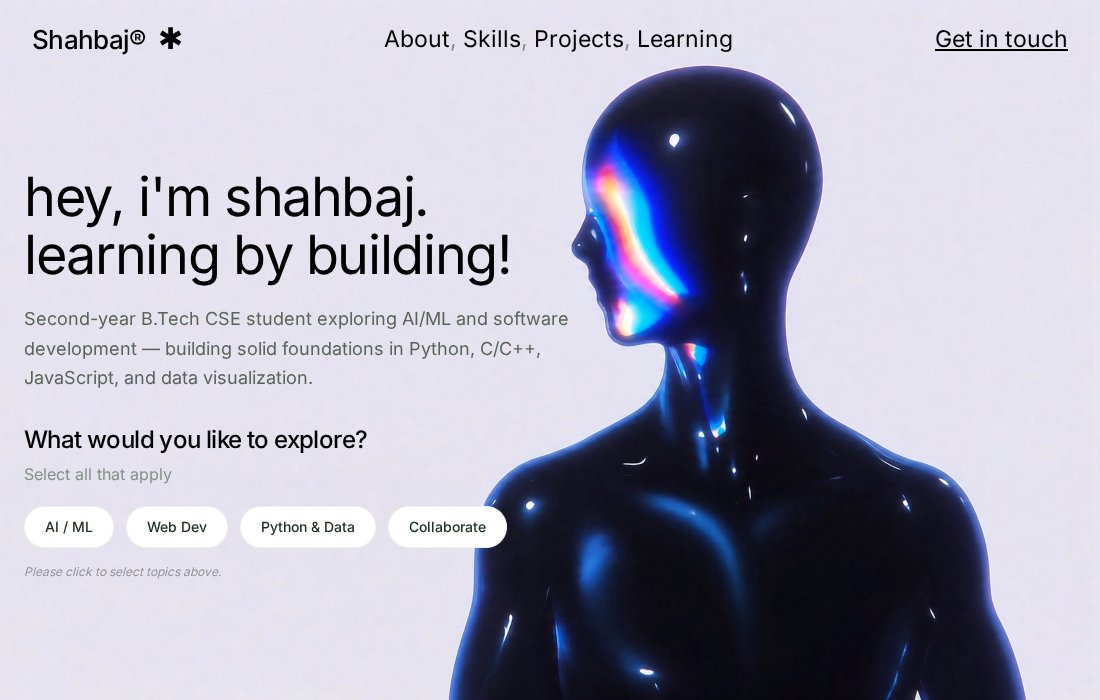 Shahbaj® ✱
About, Skills, Projects, Learning
Get in touch
hey, i'm shahbaj.
learning by building!
Second-year B.Tech CSE student exploring AI/ML and software
development — building solid foundations in Python, C/C++,
JavaScript, and data visualization.
What would you like to explore?
Select all that apply
AI / ML
Web Dev
Python & Data
Collaborate
Please click to select topics above.